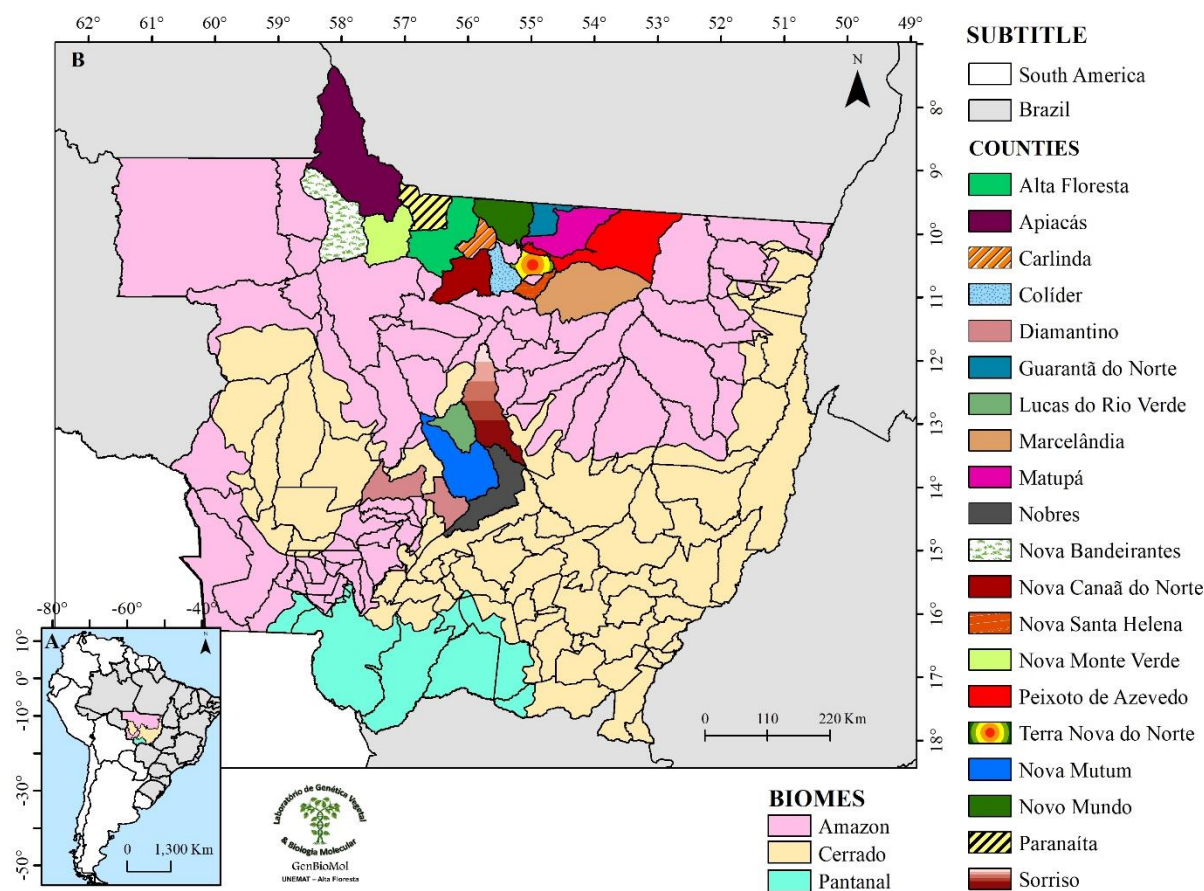 62° 61° 60° 59° 58° 57° 56° 55° 54° 53° 52° 51° 50° 49°
B
N
8°
9°
10°
11°
12°
13°
14°
15°
16°
17°
18°
0 110 220 Km
-80° -60° -40°
A
N
10°
0°
-10°
-20°
-30°
-40°
-50°
0 1,300 Km
Laboratório de Genética Vegetal
& Biologia Molecular
GenBioMol
UNEMAT – Alta Floresta
BIOMES
Amazon
Cerrado
Pantanal
SUBTITLE
South America
Brazil
COUNTIES
Alta Floresta
Apiacás
Carlinda
Colíder
Diamantino
Guarantã do Norte
Lucas do Rio Verde
Marcelândia
Matupá
Nobres
Nova Bandeirantes
Nova Canaã do Norte
Nova Santa Helena
Nova Monte Verde
Peixoto de Azevedo
Terra Nova do Norte
Nova Mutum
Novo Mundo
Paranaíta
Sorriso